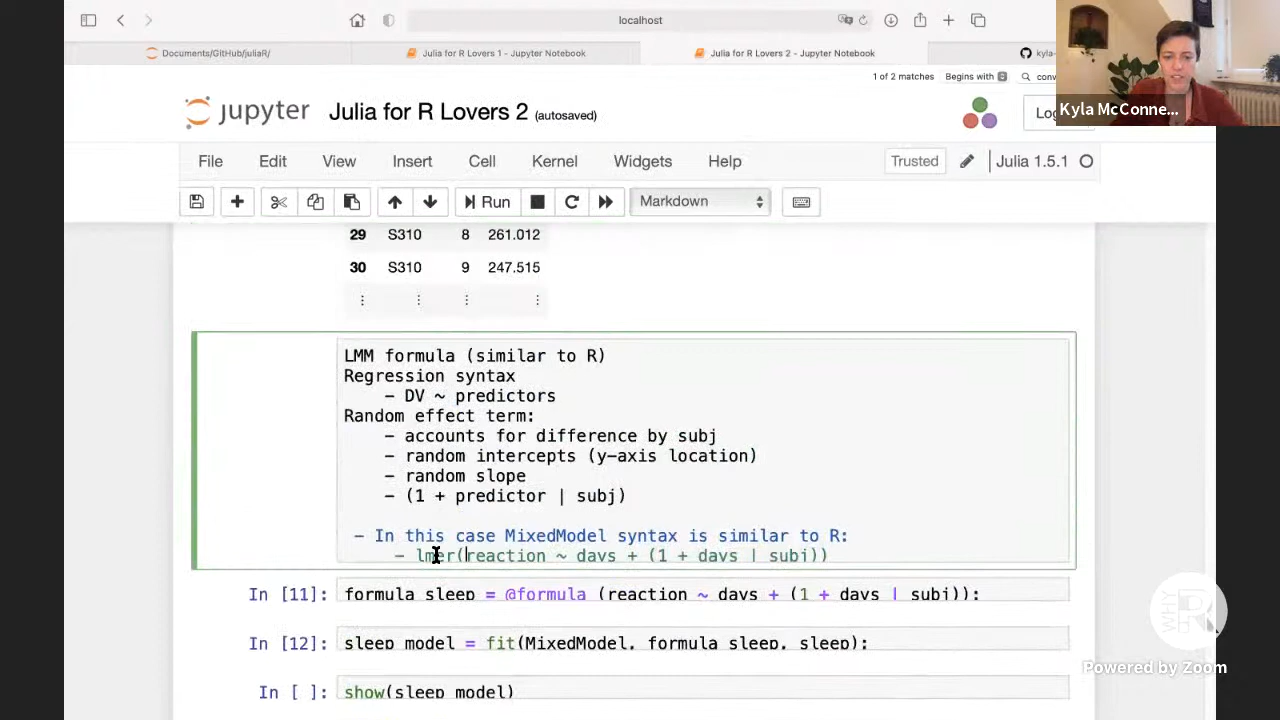 localhost
Documents/GitHub/juliaR/
Julia for R Lovers 1 - Jupyter Notebook
Julia for R Lovers 2 - Jupyter Notebook
kyla-
1 of 2 matches
Begins with
conv
Kyla McConne...
jupyter
Julia for R Lovers 2 (autosaved)
Log
File Edit View Insert Cell Kernel Widgets Help
Trusted
Julia 1.5.1
Run
Markdown
29 S310 8 261.012
30 S310 9 247.515
⋮ ⋮ ⋮ ⋮
LMM formula (similar to R)
Regression syntax
- DV ~ predictors
Random effect term:
- accounts for difference by subj
- random intercepts (y-axis location)
- random slope
- (1 + predictor | subj)
- In this case MixedModel syntax is similar to R:
- lmer(reaction ~ days + (1 + days | subj))
In [11]: formula_sleep = @formula (reaction ~ days + (1 + days | subj));
In [12]: sleep_model = fit(MixedModel, formula_sleep, sleep);
In [ ]: show(sleep_model)
WHY R
Powered by Zoom